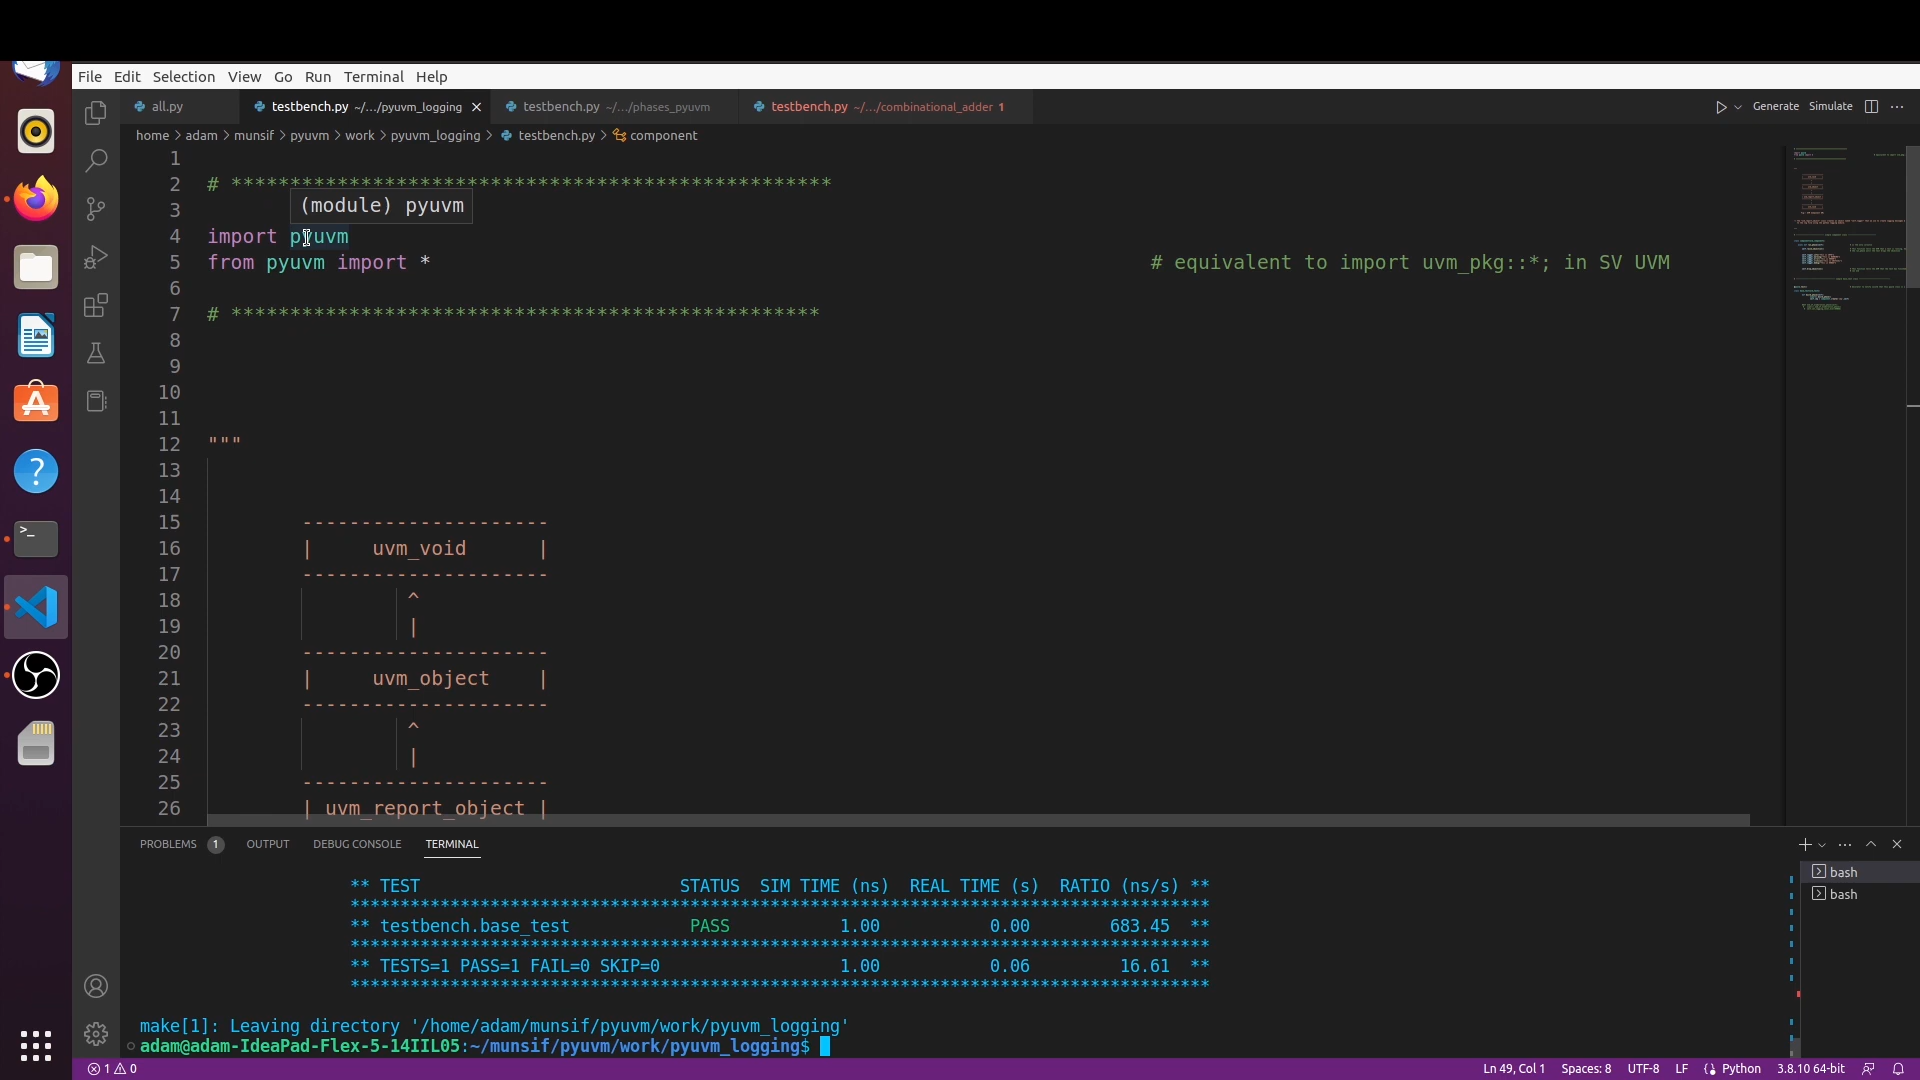 File Edit Selection View Go Run Terminal Help
all.py testbench.py ~/.../pyuvm_logging testbench.py ~/.../phases_pyuvm testbench.py ~/.../combinational_adder 1 Generate Simulate
home > adam > munsif > pyuvm > work > pyuvm_logging > testbench.py > component
1
2 # ***************************************************
3 (module) pyuvm
4 import pyuvm
5 from pyuvm import * # equivalent to import uvm_pkg::*; in SV UVM
6
7 # **************************************************
8
9
10
11
12 """
13
14
15 ---------------------
16 | uvm_void |
17 ---------------------
18 ^
19 |
20 ---------------------
21 | uvm_object |
22 ---------------------
23 ^
24 |
25 ---------------------
26 | uvm_report_object |
PROBLEMS 1 OUTPUT DEBUG CONSOLE TERMINAL
** TEST STATUS SIM TIME (ns) REAL TIME (s) RATIO (ns/s) **
**************************************************************************************
** testbench.base_test PASS 1.00 0.00 683.45 **
**************************************************************************************
** TESTS=1 PASS=1 FAIL=0 SKIP=0 1.00 0.06 16.61 **
**************************************************************************************
make[1]: Leaving directory '/home/adam/munsif/pyuvm/work/pyuvm_logging'
adam@adam-IdeaPad-Flex-5-14IIL05:~/munsif/pyuvm/work/pyuvm_logging$
bash
bash
1 0 Ln 49, Col 1 Spaces: 8 UTF-8 LF Python 3.8.10 64-bit